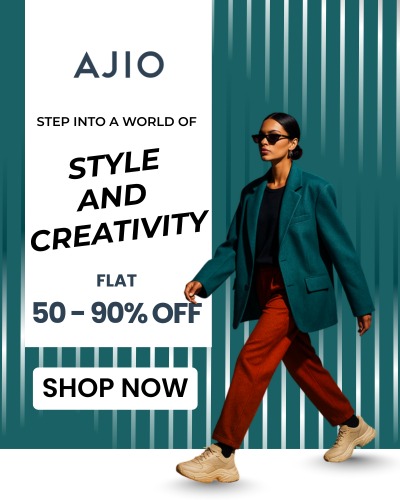 AJIO
STEP INTO A WORLD OF
STYLE
AND
CREATIVITY
FLAT
50 – 90% OFF
SHOP NOW